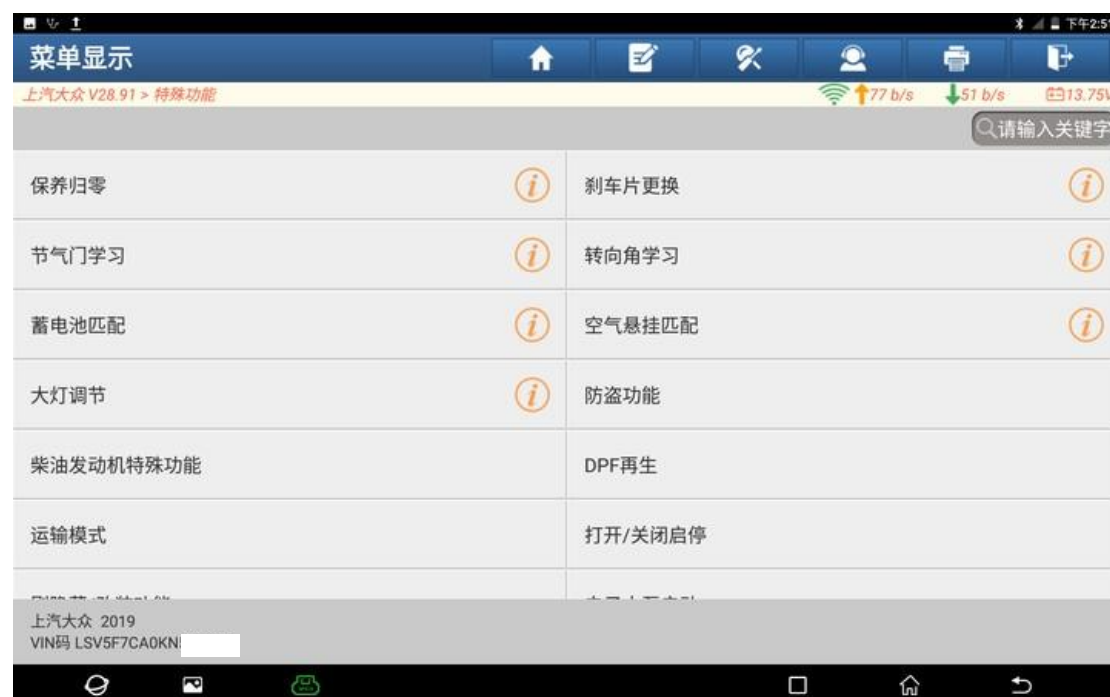 下午2:51
菜单显示
上汽大众 V28.91 > 特殊功能
77 b/s 51 b/s 13.75V
请输入关键字
保养归零 刹车片更换
节气门学习 转向角学习
蓄电池匹配 空气悬挂匹配
大灯调节 防盗功能
柴油发动机特殊功能 DPF再生
运输模式 打开/关闭启停
上汽大众 2019
VIN码 LSV5F7CA0KN